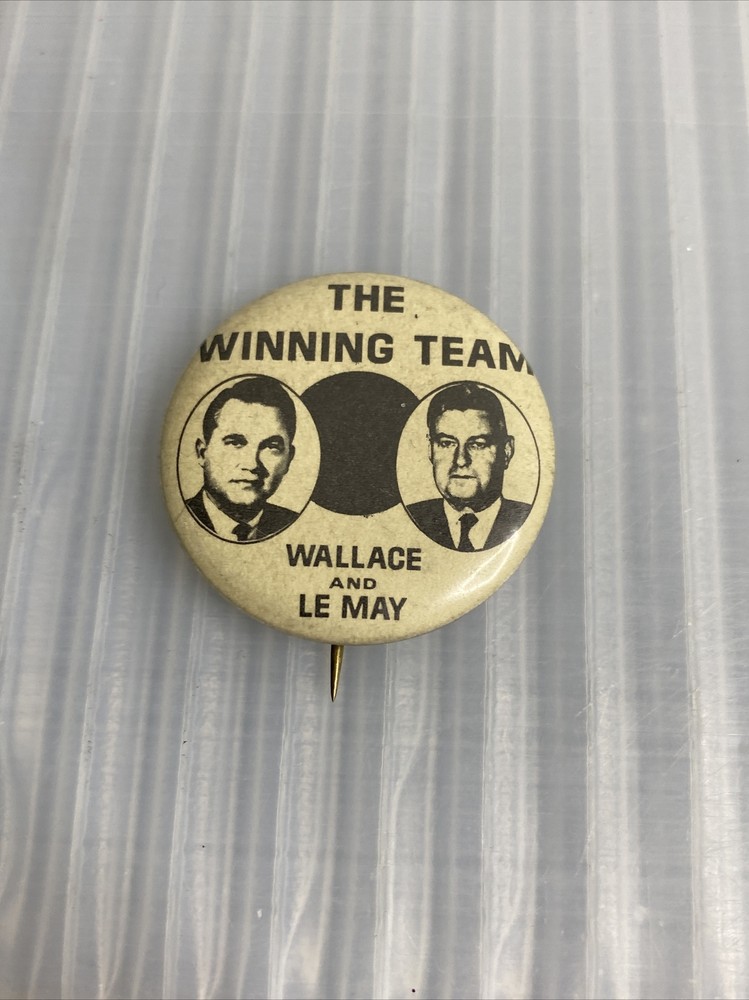 THE
WINNING TEAM
WALLACE
AND
LE MAY